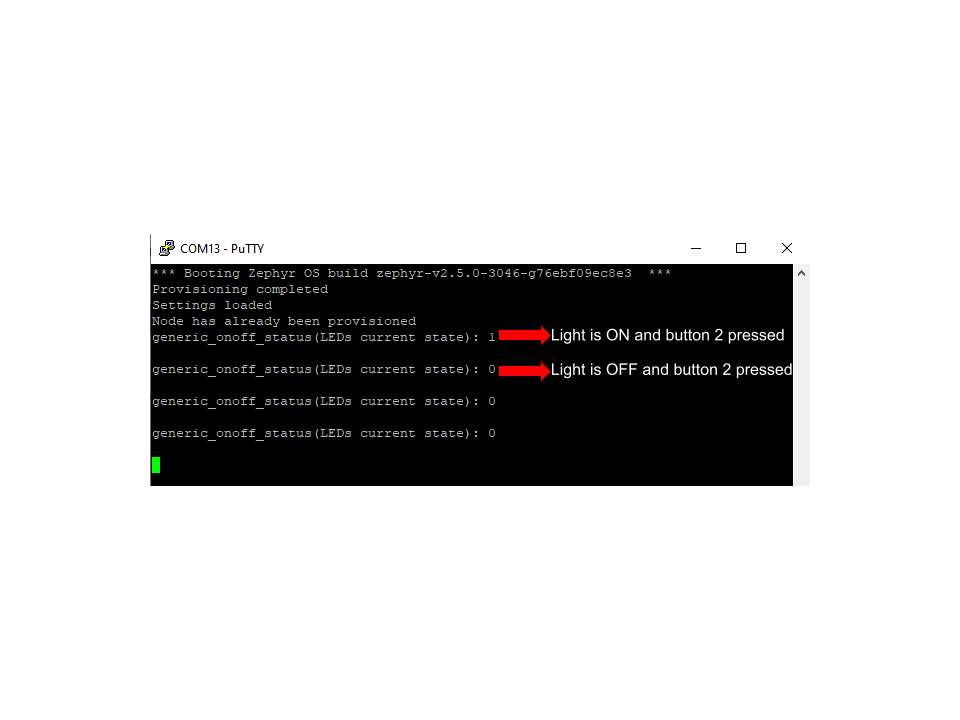 COM13 - PuTTY
*** Booting Zephyr OS build zephyr-v2.5.0-3046-g76ebf09ec8e3  ***
Provisioning completed
Settings loaded
Node has already been provisioned
generic_onoff_status(LEDs current state): 1 Light is ON and button 2 pressed
generic_onoff_status(LEDs current state): 0 Light is OFF and button 2 pressed
generic_onoff_status(LEDs current state): 0
generic_onoff_status(LEDs current state): 0